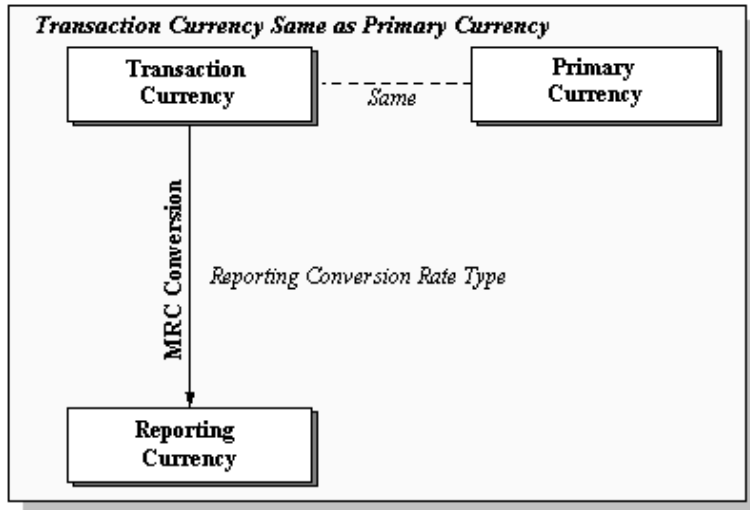 Transaction Currency Same as Primary Currency
Transaction
Currency
Primary
Currency
Same
MRC Conversion
Reporting Conversion Rate Type
Reporting
Currency